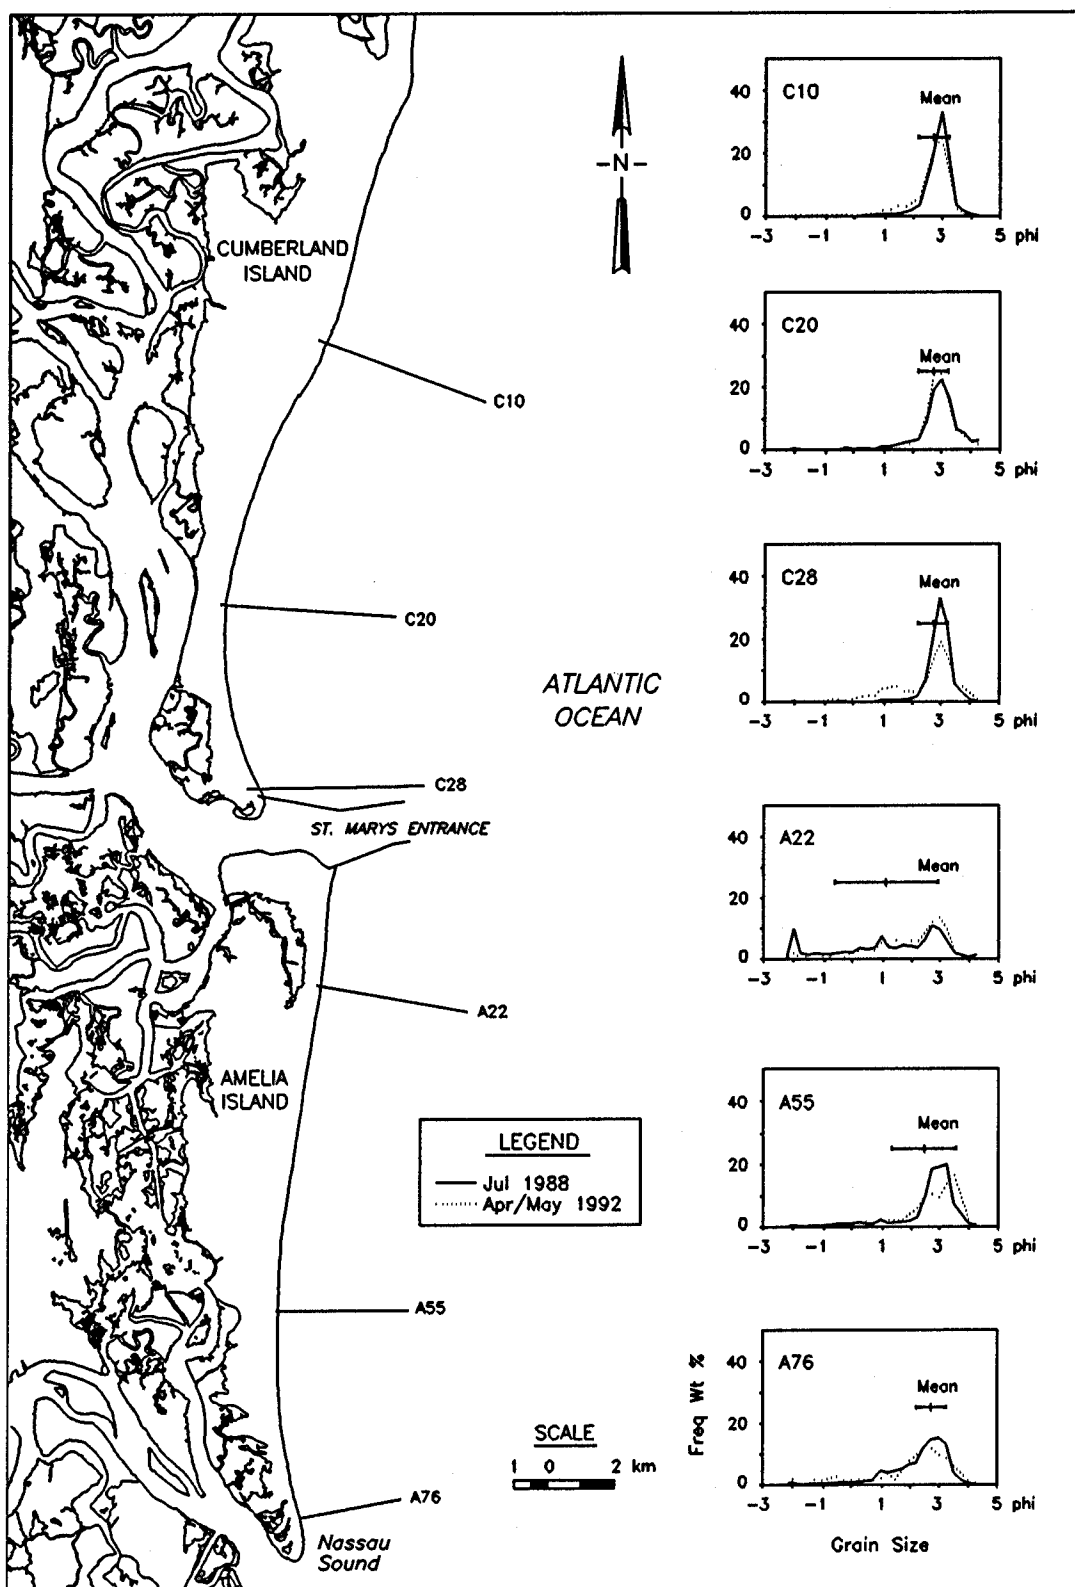 CUMBERLAND
ISLAND
-N-
C10
C20
C28
ATLANTIC
OCEAN
ST. MARYS ENTRANCE
A22
AMELIA
ISLAND
LEGEND
Jul 1988
Apr/May 1992
A55
SCALE
1 0 2 km
A76
Nassau
Sound
C10
Mean
40
20
0
-3 -1 1 3 5 phi
C20
Mean
40
20
0
-3 -1 1 3 5 phi
C28
Mean
40
20
0
-3 -1 1 3 5 phi
A22
Mean
40
20
0
-3 -1 1 3 5 phi
A55
Mean
40
20
0
-3 -1 1 3 5 phi
A76
Mean
Freq Wt %
40
20
0
-3 -1 1 3 5 phi
Grain Size